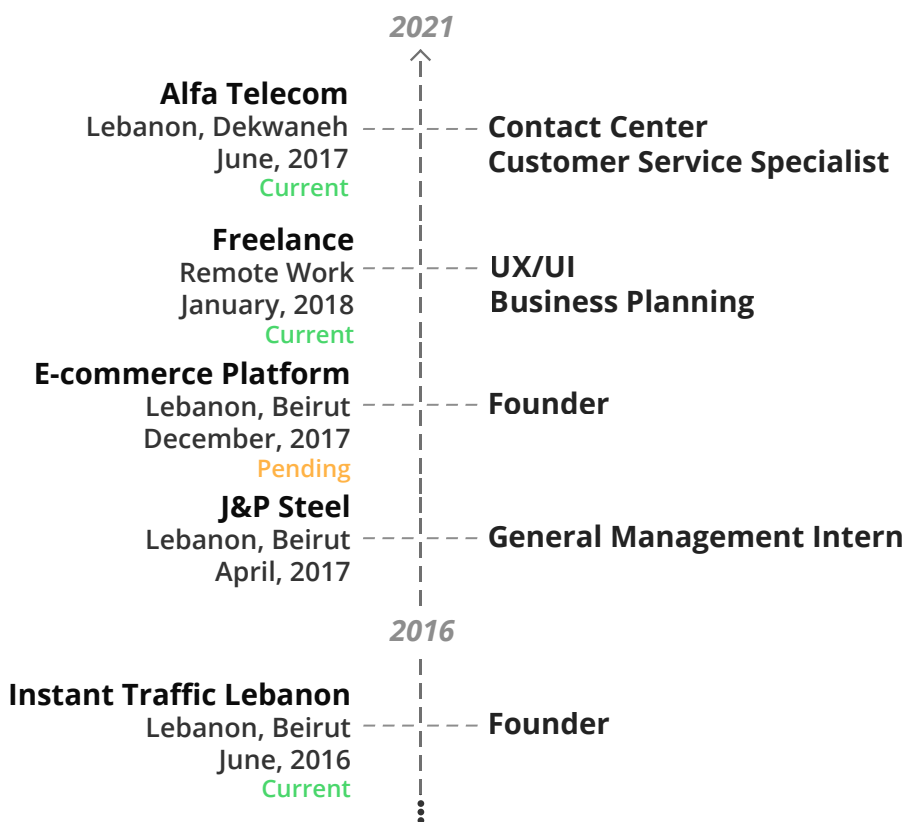 2021
Alfa Telecom
Lebanon, Dekwaneh
June, 2017
Current
Contact Center
Customer Service Specialist
Freelance
Remote Work
January, 2018
Current
UX/UI
Business Planning
E-commerce Platform
Lebanon, Beirut
December, 2017
Pending
Founder
J&P Steel
Lebanon, Beirut
April, 2017
General Management Intern
2016
Instant Traffic Lebanon
Lebanon, Beirut
June, 2016
Current
Founder